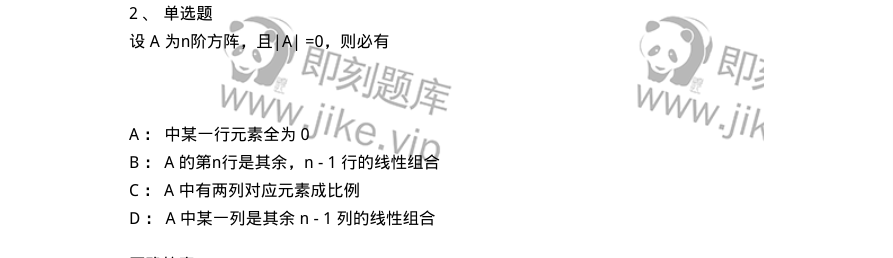 2、 单选题
设 A 为n阶方阵，且|A| =0，则必有
即刻题库
www.jike.vip
即
www.jik
A： 中某一行元素全为 0
B： A 的第n行是其余，n - 1 行的线性组合
C： A 中有两列对应元素成比例
D： A 中某一列是其余 n - 1 列的线性组合